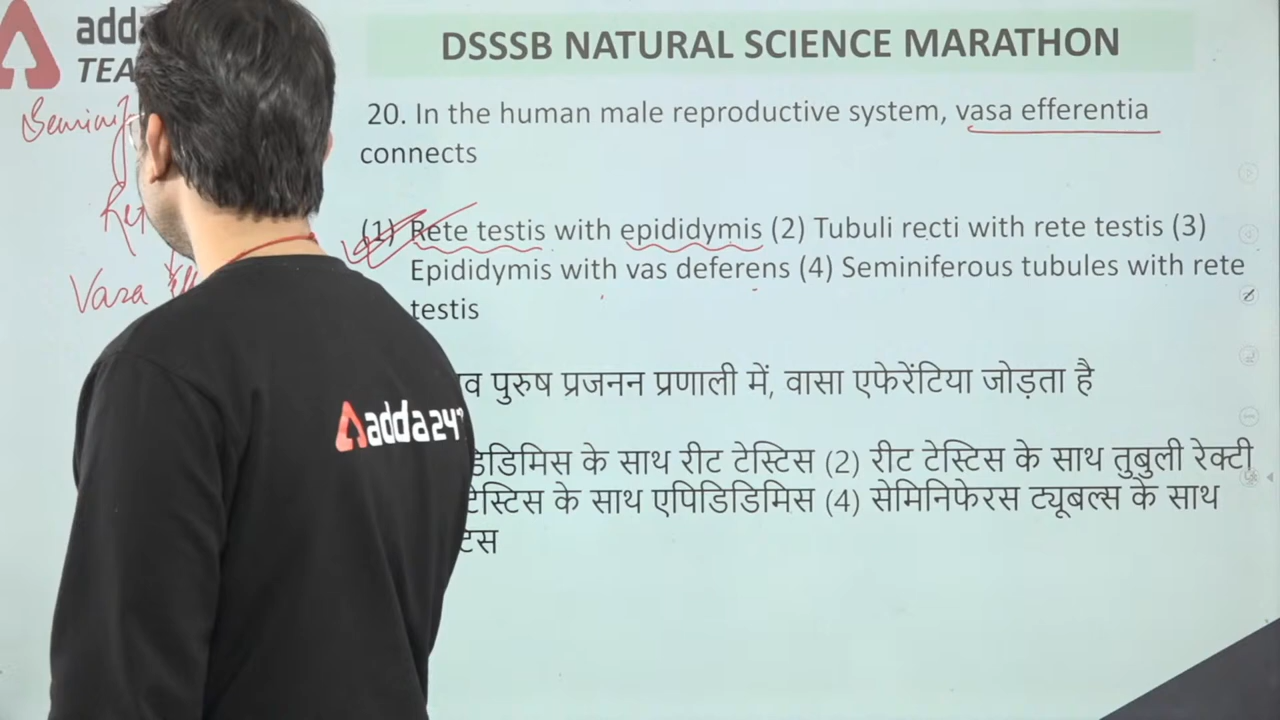 adda
TEA
DSSSB NATURAL SCIENCE MARATHON
20. In the human male reproductive system, vasa efferentia
connects
(1) Rete testis with epididymis (2) Tubuli recti with rete testis (3)
Epididymis with vas deferens (4) Seminiferous tubules with rete
testis
Seminif
Ret
Vasa
व पुरुष प्रजनन प्रणाली में, वासा एफेरेंटिया जोड़ता है
डिडिमिस के साथ रीट टेस्टिस (2) रीट टेस्टिस के साथ तुबुली रेक्टी
टेस्टिस के साथ एपिडिडिमिस (4) सेमिनिफेरस ट्यूबल्स के साथ
टिस
adda247